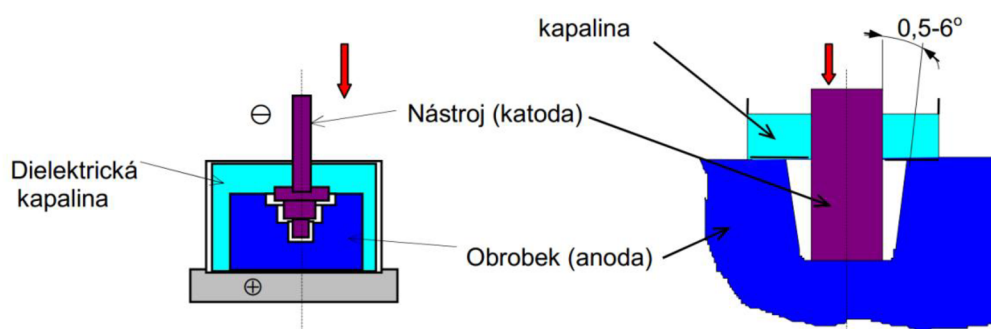 kapalina
0,5-6°
⊖
Nástroj (katoda)
Dielektrická
kapalina
Obrobek (anoda)
⊕